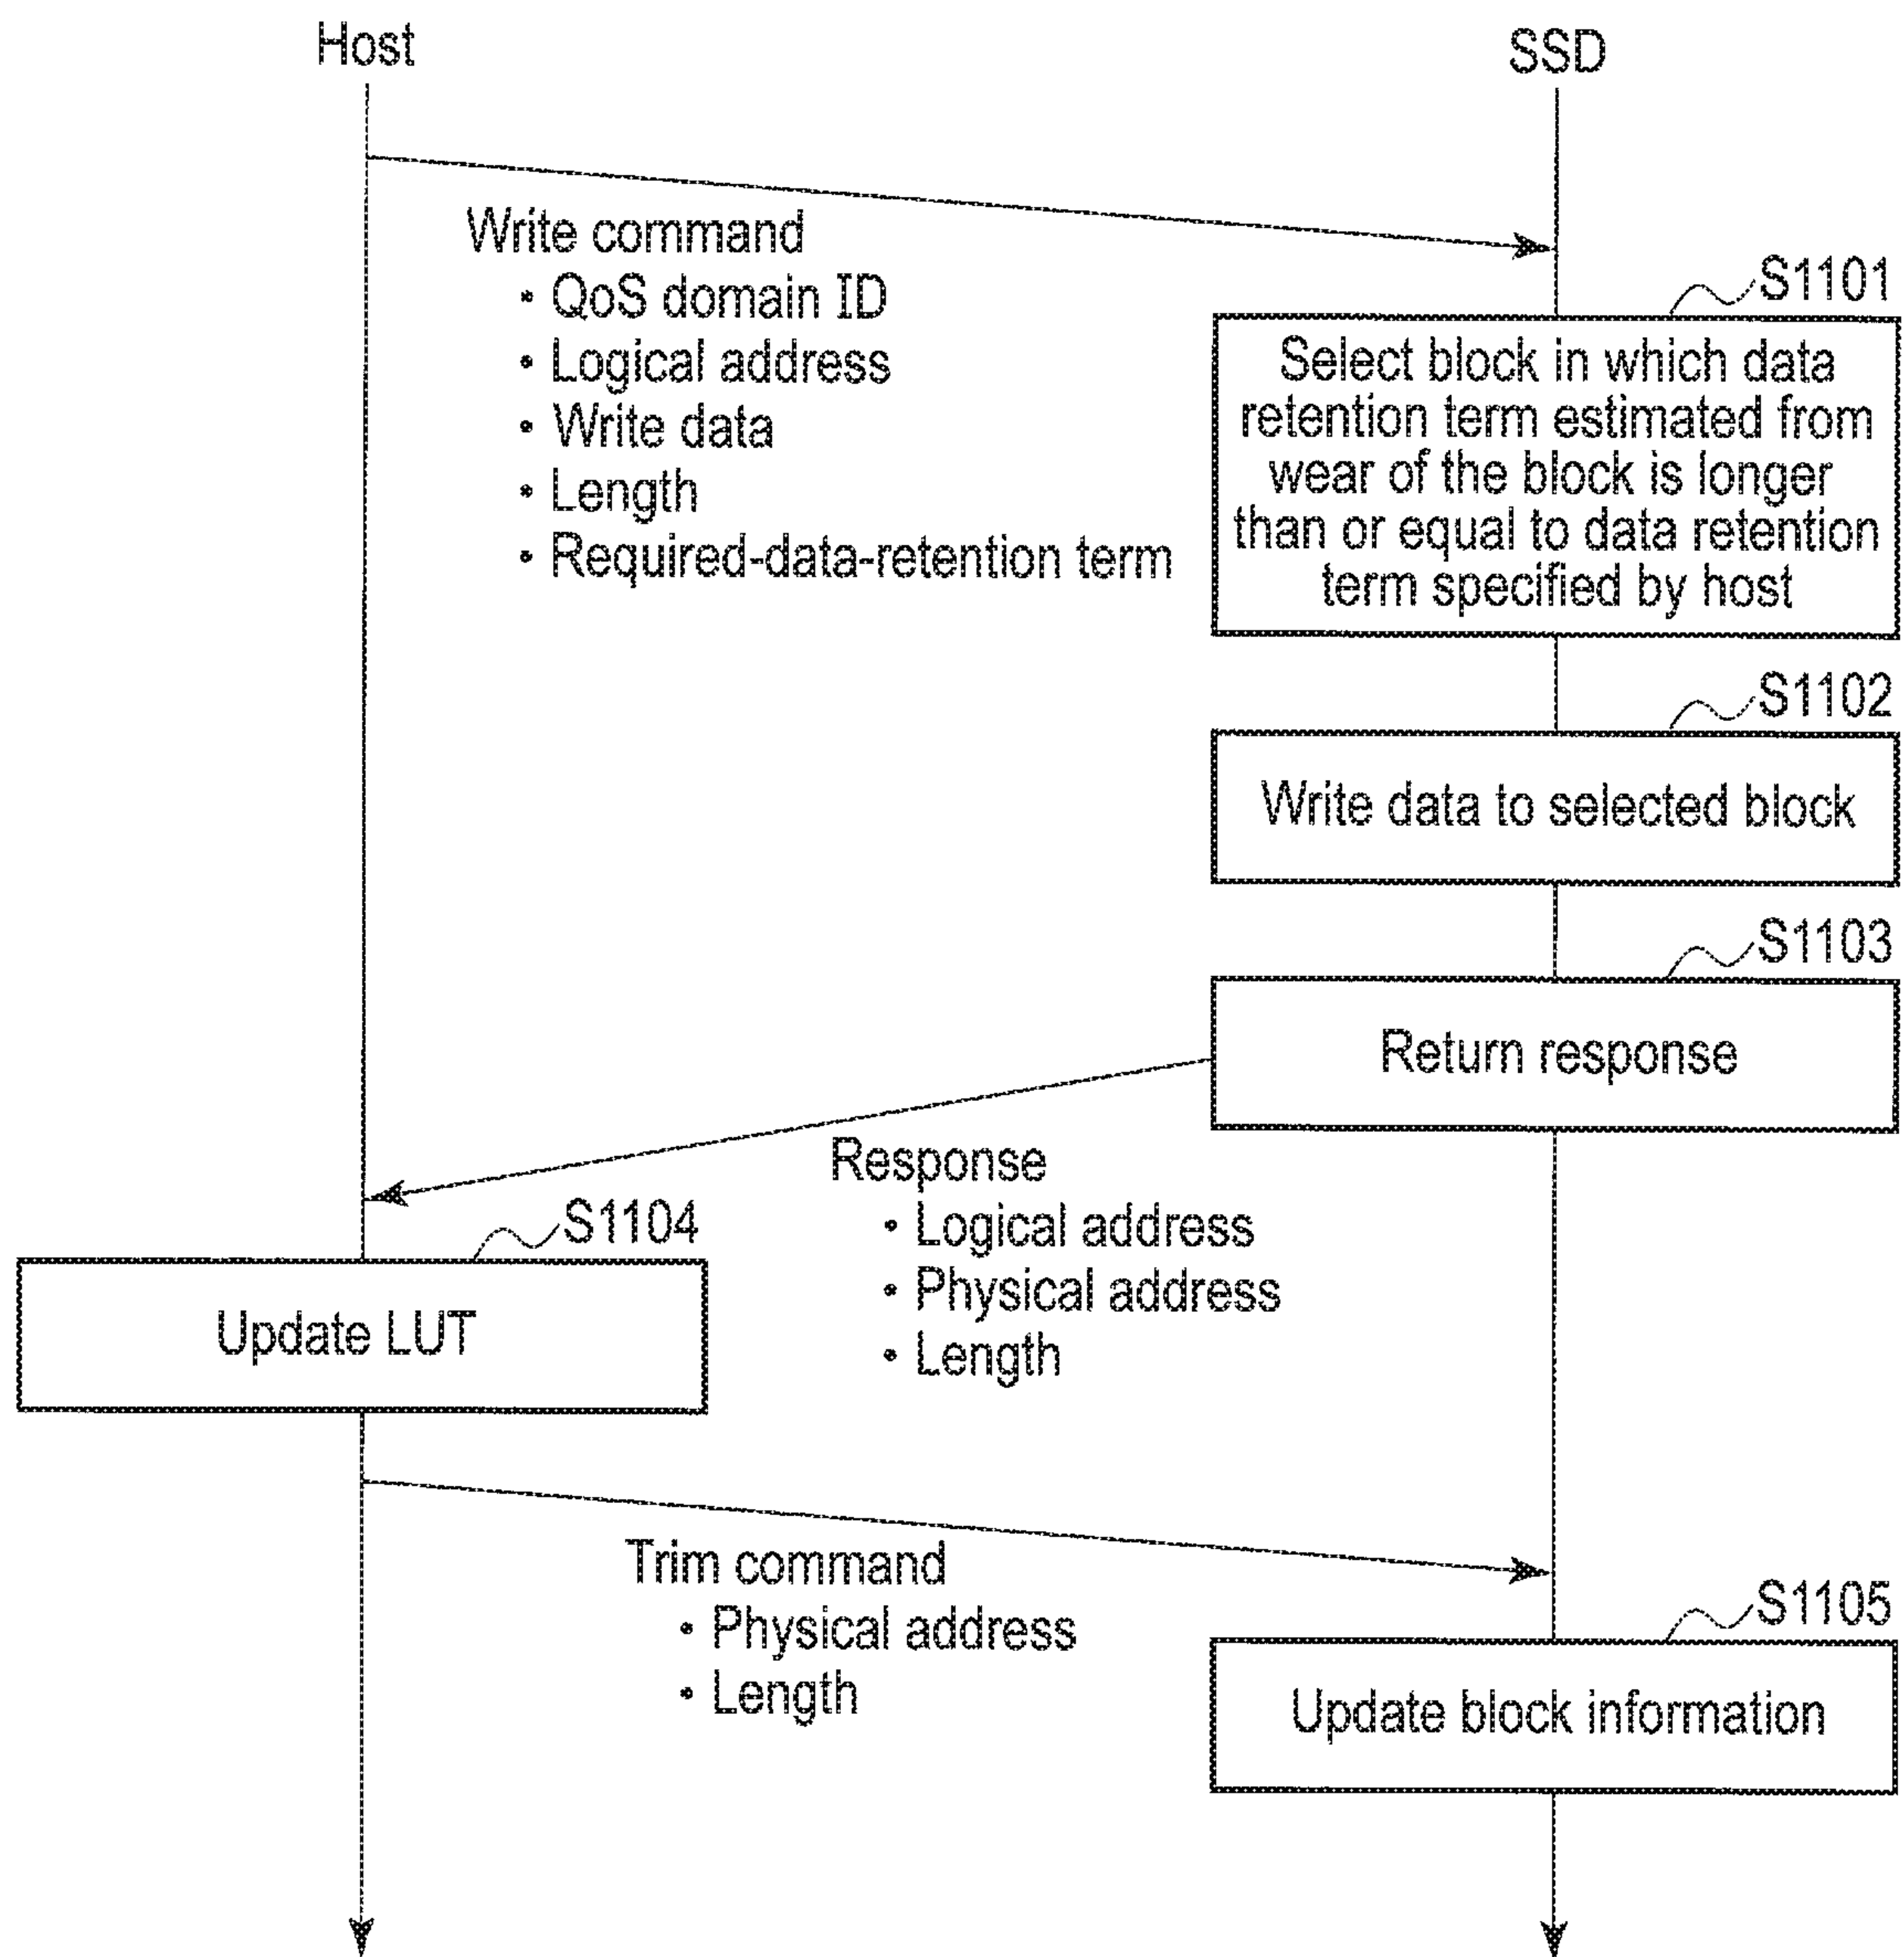 Host
SSD
Write command
• QoS domain ID
• Logical address
• Write data
• Length
• Required-data-retention term
S1101
Select block in which data
retention term estimated from
wear of the block is longer
than or equal to data retention
term specified by host
S1102
Write data to selected block
S1103
Return response
Response
• Logical address
• Physical address
• Length
S1104
Update LUT
Trim command
• Physical address
• Length
S1105
Update block information